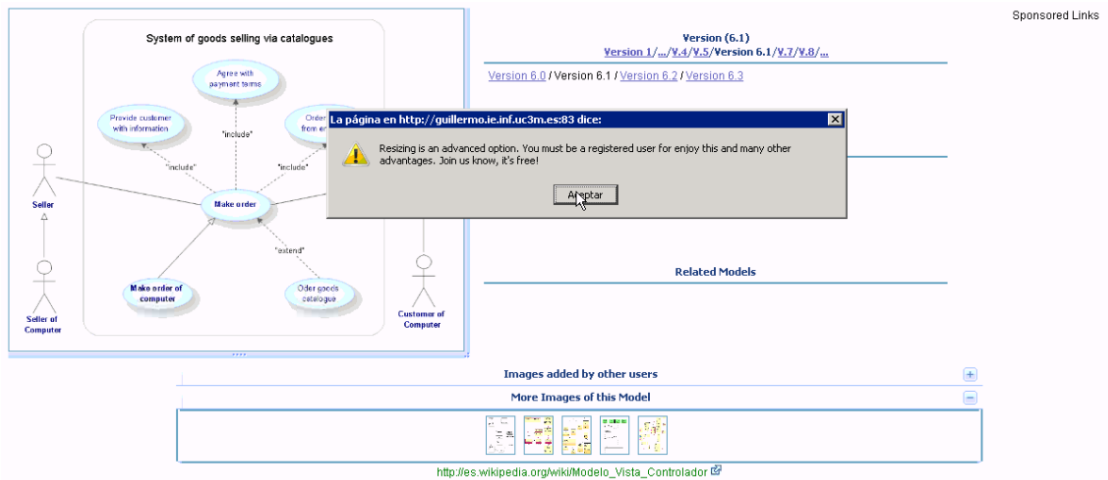 Sponsored Links
System of goods selling via catalogues
Agree with
payment terms
Provide customer
with information
Order
from en
"include"
"include"
"include"
Seller
Make order
"extend"
Make order of
computer
Oder goods
catalogue
Seller of
Computer
Customer of
Computer
Version (6.1)
Version 1/.../V.4/V.5/Version 6.1/V.7/V.8/...
Version 6.0 / Version 6.1 / Version 6.2 / Version 6.3
La página en http://guillermo.ie.inf.uc3m.es:83 dice:
Resizing is an advanced option. You must be a registered user for enjoy this and many other
advantages. Join us know, it's free!
Aceptar
Related Models
Images added by other users
More Images of this Model
http://es.wikipedia.org/wiki/Modelo_Vista_Controlador